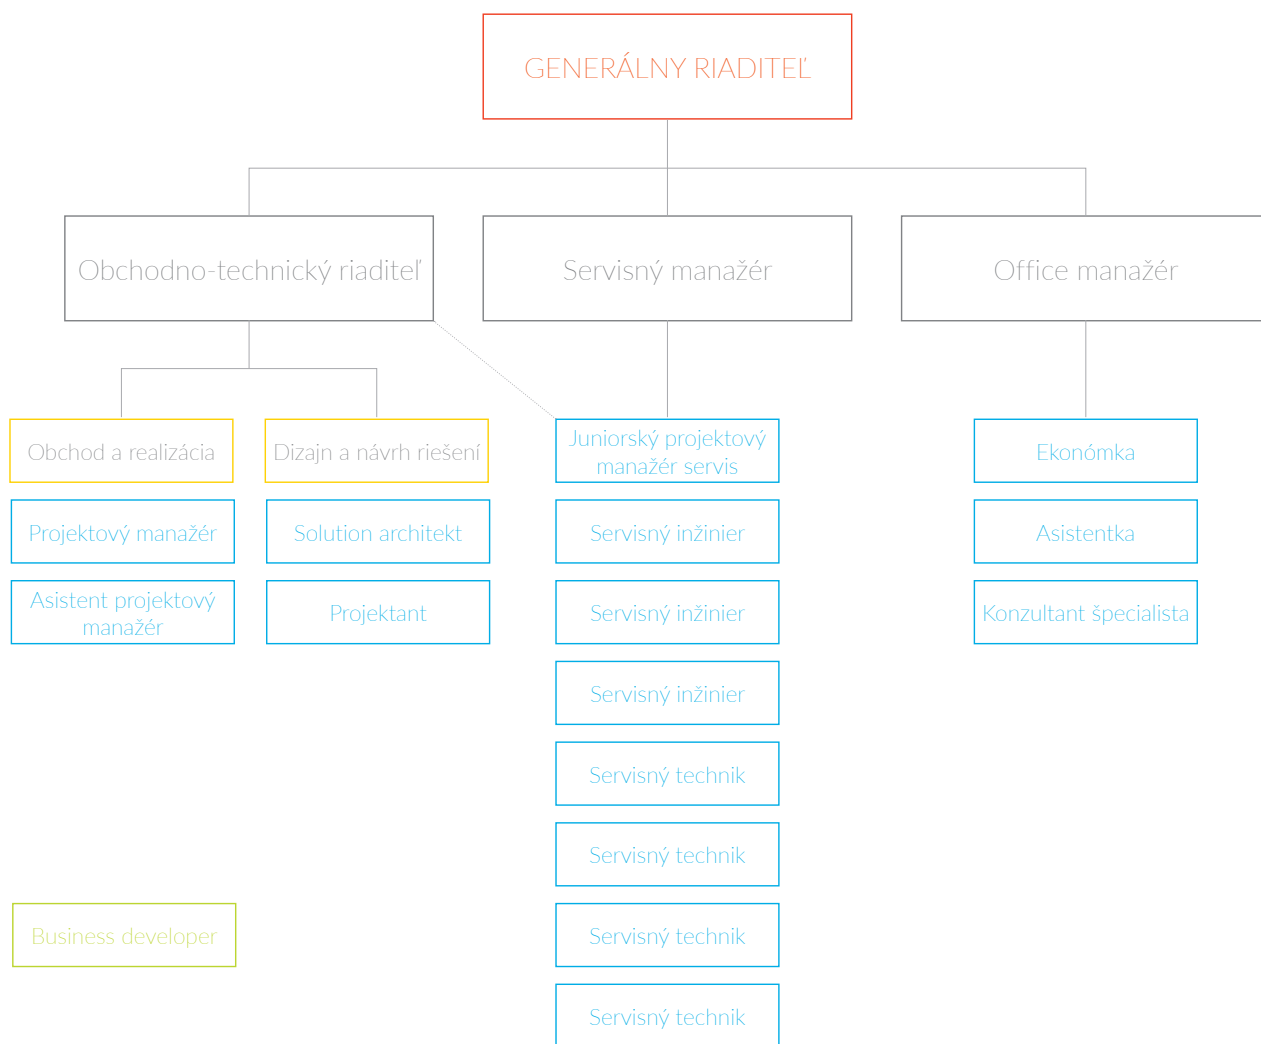 GENERÁLNY RIADITEĽ
Obchodno-technický riaditeľ
Servisný manažér
Office manažér
Obchod a realizácia
Dizajn a návrh riešení
Juniorský projektový
manažér servis
Ekonómka
Projektový manažér
Solution architekt
Servisný inžinier
Asistentka
Asistent projektový
manažér
Projektant
Servisný inžinier
Konzultant špecialista
Servisný inžinier
Servisný technik
Servisný technik
Business developer
Servisný technik
Servisný technik